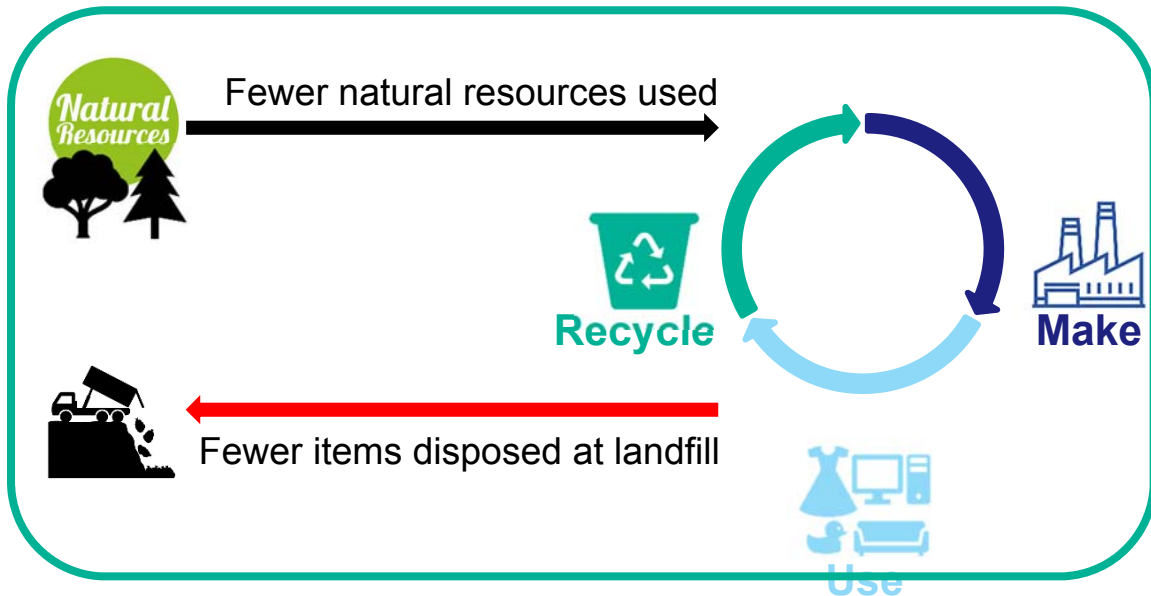 Natural
Resources
Fewer natural resources used
Recycle
Make
Fewer items disposed at landfill
Use